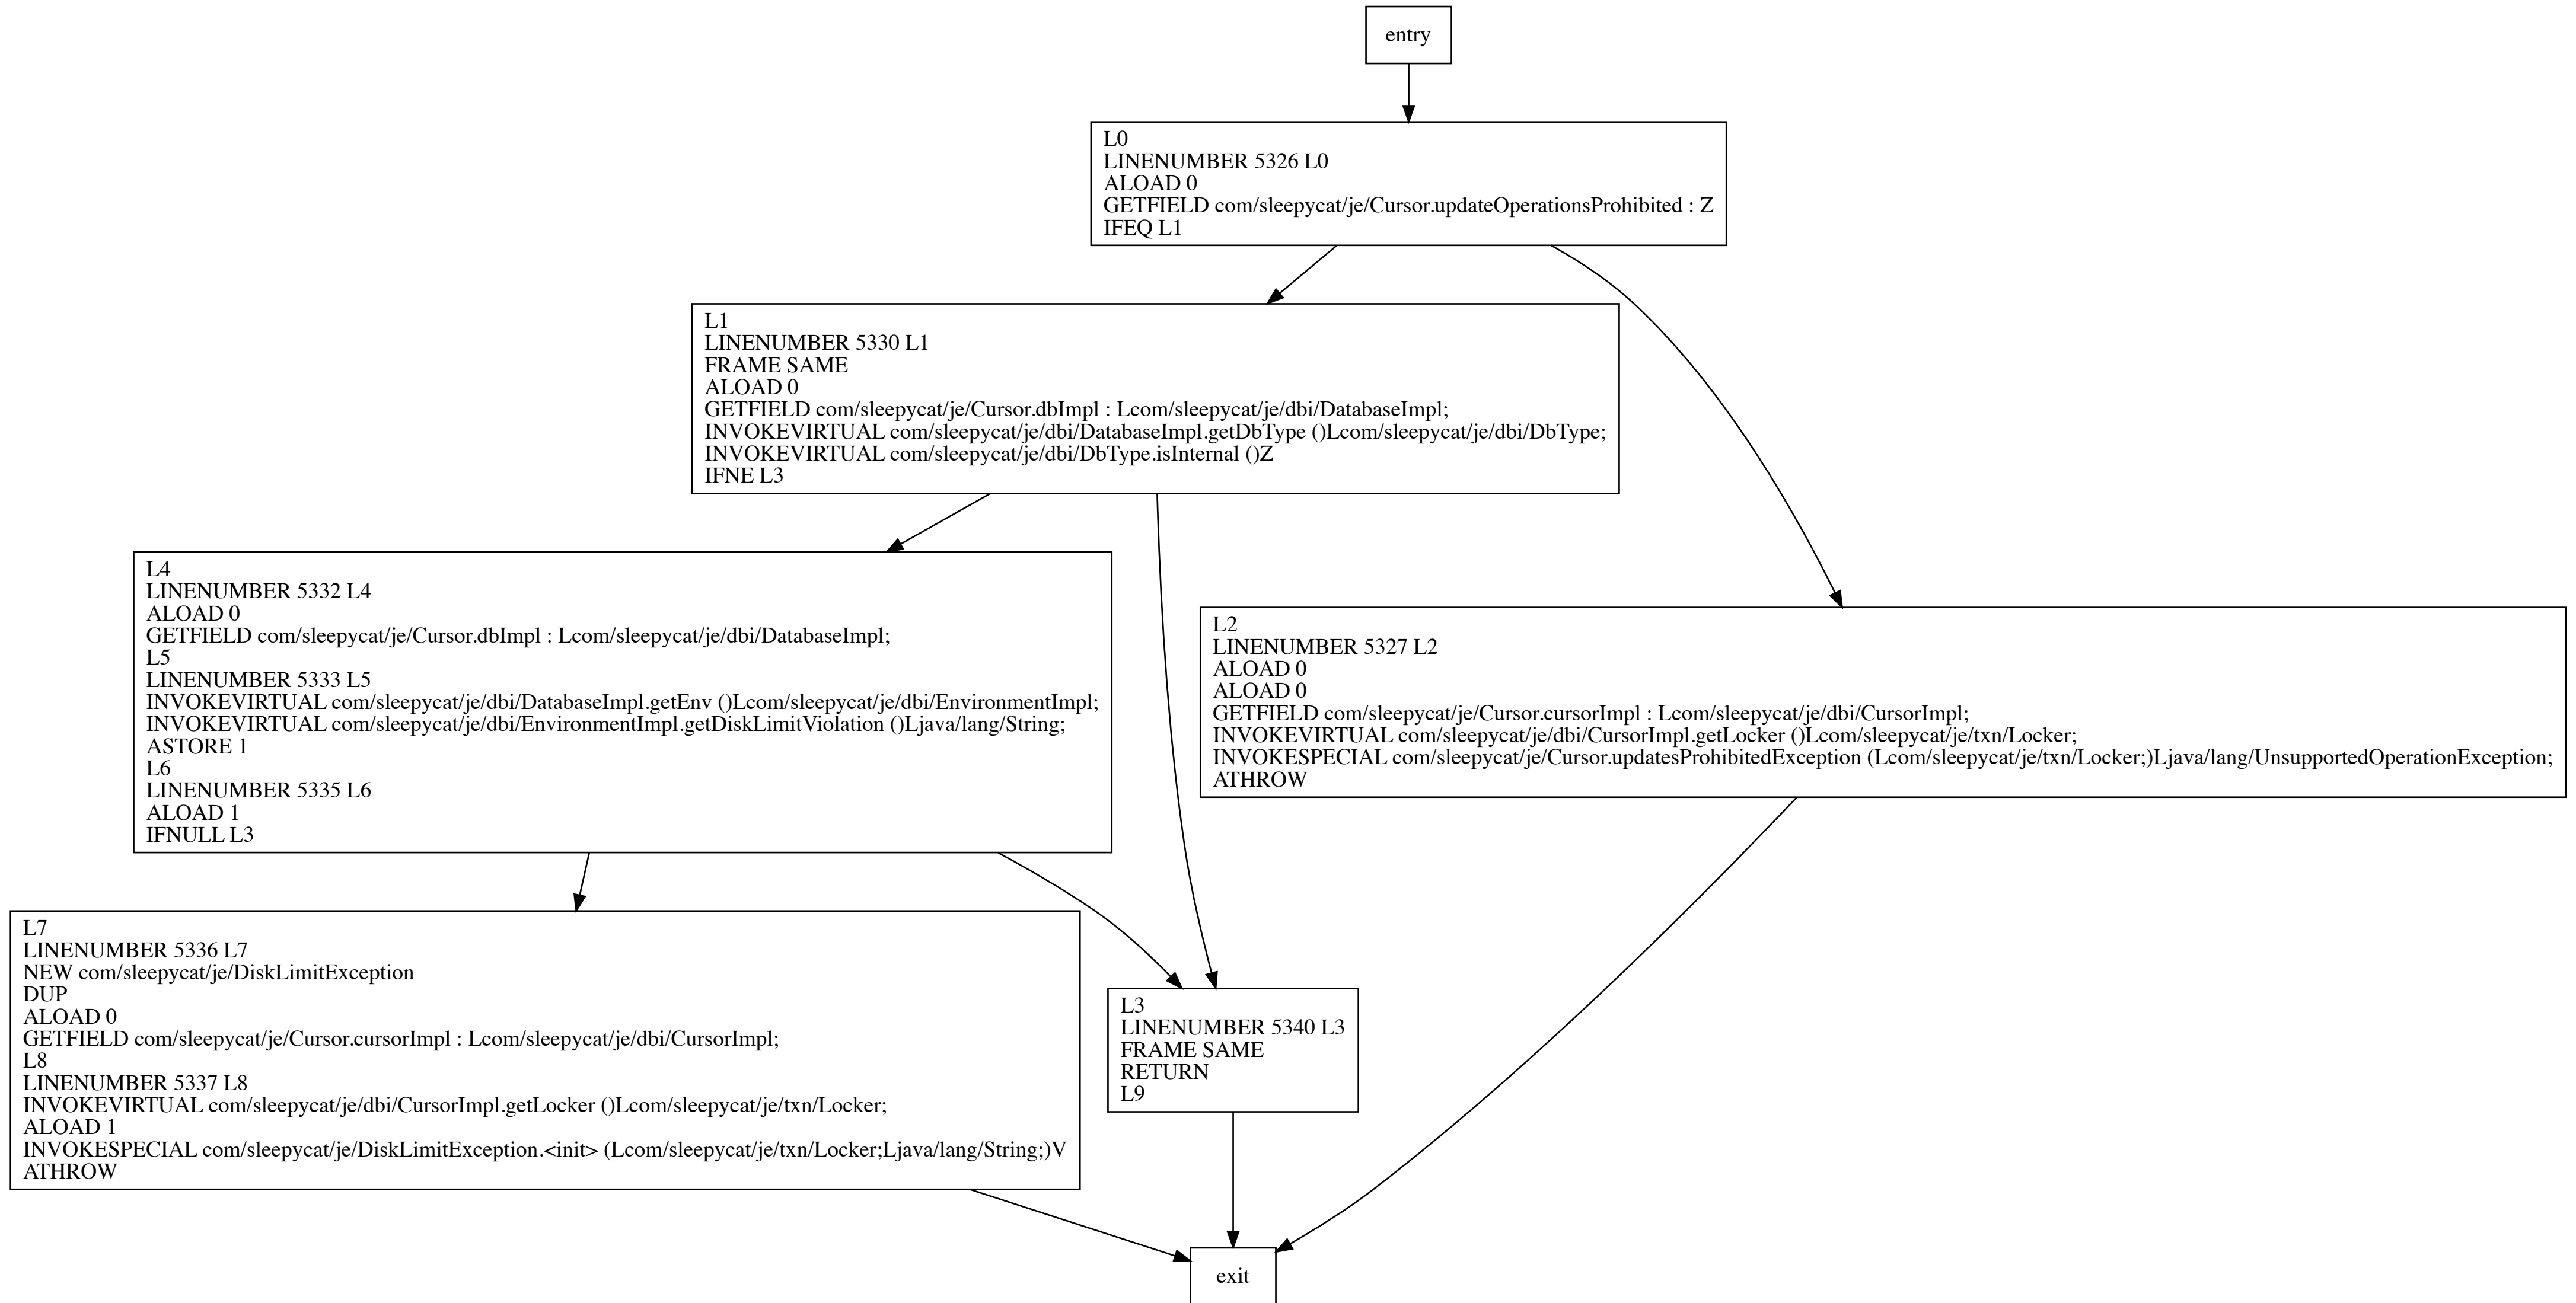 entry
L0
LINENUMBER 5326 L0
ALOAD 0
GETFIELD com/sleepycat/je/Cursor.updateOperationsProhibited : Z
IFEQ L1
L1
LINENUMBER 5330 L1
FRAME SAME
ALOAD 0
GETFIELD com/sleepycat/je/Cursor.dbImpl : Lcom/sleepycat/je/dbi/DatabaseImpl;
INVOKEVIRTUAL com/sleepycat/je/dbi/DatabaseImpl.getDbType ()Lcom/sleepycat/je/dbi/DbType;
INVOKEVIRTUAL com/sleepycat/je/dbi/DbType.isInternal ()Z
IFNE L3
L4
LINENUMBER 5332 L4
ALOAD 0
GETFIELD com/sleepycat/je/Cursor.dbImpl : Lcom/sleepycat/je/dbi/DatabaseImpl;
L5
LINENUMBER 5333 L5
INVOKEVIRTUAL com/sleepycat/je/dbi/DatabaseImpl.getEnv ()Lcom/sleepycat/je/dbi/EnvironmentImpl;
INVOKEVIRTUAL com/sleepycat/je/dbi/EnvironmentImpl.getDiskLimitViolation ()Ljava/lang/String;
ASTORE 1
L6
LINENUMBER 5335 L6
ALOAD 1
IFNULL L3
L2
LINENUMBER 5327 L2
ALOAD 0
ALOAD 0
GETFIELD com/sleepycat/je/Cursor.cursorImpl : Lcom/sleepycat/je/dbi/CursorImpl;
INVOKEVIRTUAL com/sleepycat/je/dbi/CursorImpl.getLocker ()Lcom/sleepycat/je/txn/Locker;
INVOKESPECIAL com/sleepycat/je/Cursor.updatesProhibitedException (Lcom/sleepycat/je/txn/Locker;)Ljava/lang/UnsupportedOperationException;
ATHROW
L7
LINENUMBER 5336 L7
NEW com/sleepycat/je/DiskLimitException
DUP
ALOAD 0
GETFIELD com/sleepycat/je/Cursor.cursorImpl : Lcom/sleepycat/je/dbi/CursorImpl;
L8
LINENUMBER 5337 L8
INVOKEVIRTUAL com/sleepycat/je/dbi/CursorImpl.getLocker ()Lcom/sleepycat/je/txn/Locker;
ALOAD 1
INVOKESPECIAL com/sleepycat/je/DiskLimitException.<init> (Lcom/sleepycat/je/txn/Locker;Ljava/lang/String;)V
ATHROW
L3
LINENUMBER 5340 L3
FRAME SAME
RETURN
L9
exit